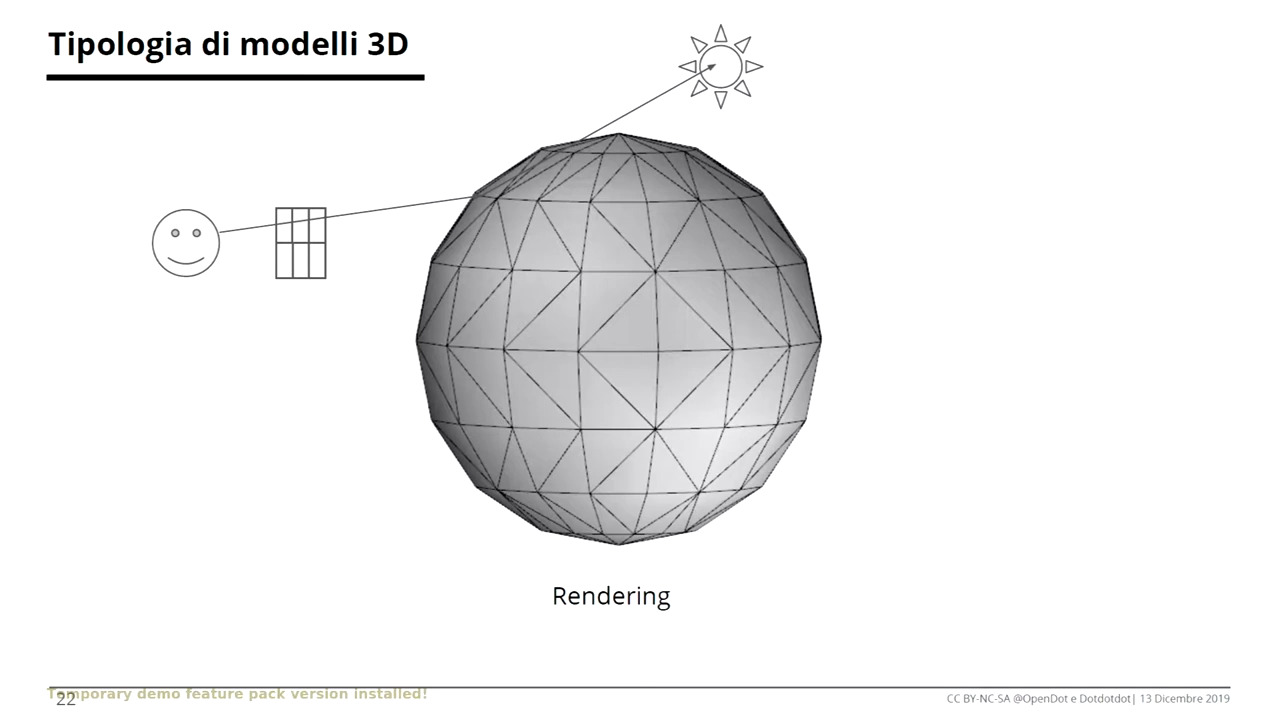 Tipologia di modelli 3D
Rendering
Temporary demo feature pack version installed!
22
CC BY-NC-SA @OpenDot e Dotdotdot| 13 Dicembre 2019